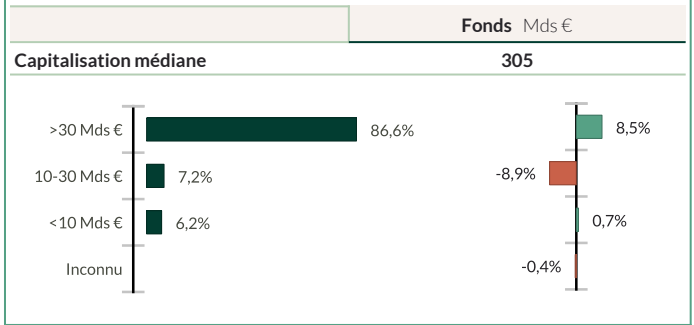 Fonds Mds €
Capitalisation médiane 305
>30 Mds € 86,6% 8,5%
10-30 Mds € 7,2% -8,9%
<10 Mds € 6,2% 0,7%
Inconnu -0,4%